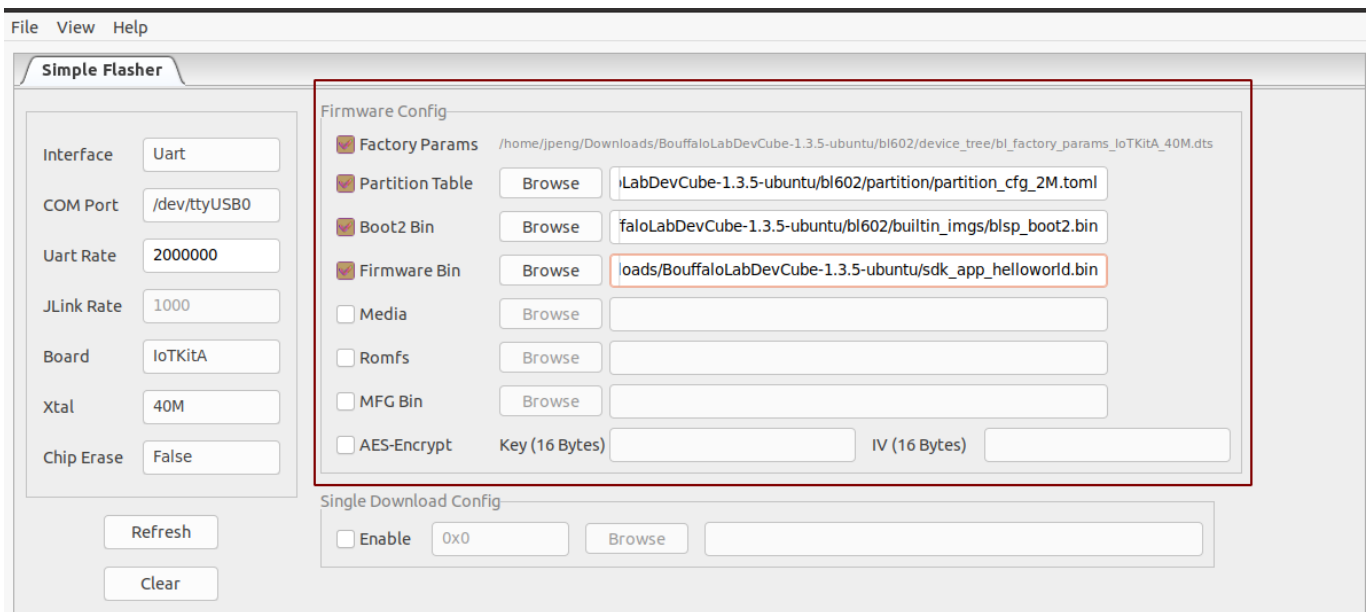 File View Help
Simple Flasher
Interface Uart
COM Port /dev/ttyUSB0
Uart Rate 2000000
JLink Rate 1000
Board IoTKitA
Xtal 40M
Chip Erase False
Refresh
Clear
Firmware Config
Factory Params /home/jpeng/Downloads/BouffaloLabDevCube-1.3.5-ubuntu/bl602/device_tree/bl_factory_params_IoTKitA_40M.dts
Partition Table Browse LabDevCube-1.3.5-ubuntu/bl602/partition/partition_cfg_2M.toml
Boot2 Bin Browse faloLabDevCube-1.3.5-ubuntu/bl602/builtin_imgs/blsp_boot2.bin
Firmware Bin Browse loads/BouffaloLabDevCube-1.3.5-ubuntu/sdk_app_helloworld.bin
Media Browse
Romfs Browse
MFG Bin Browse
AES-Encrypt Key (16 Bytes) IV (16 Bytes)
Single Download Config
Enable 0x0 Browse